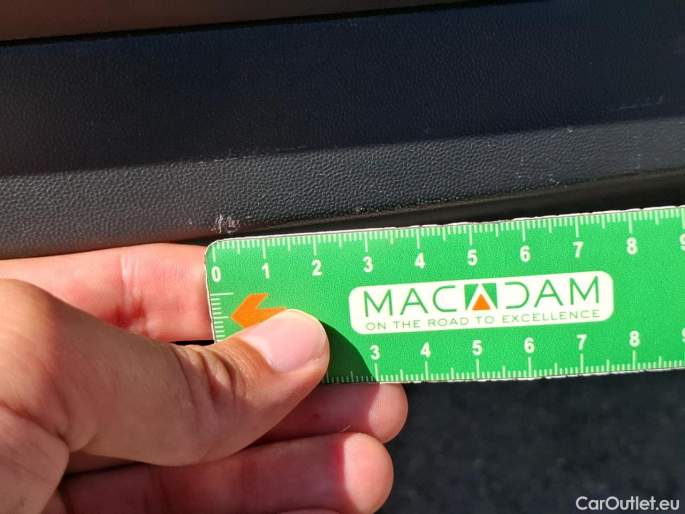 0 1 2 3 4 5 6 7 8 9
MACADAM
ON THE ROAD TO EXCELLENCE
3 4 5 6 7 8 9
CarOutlet.eu